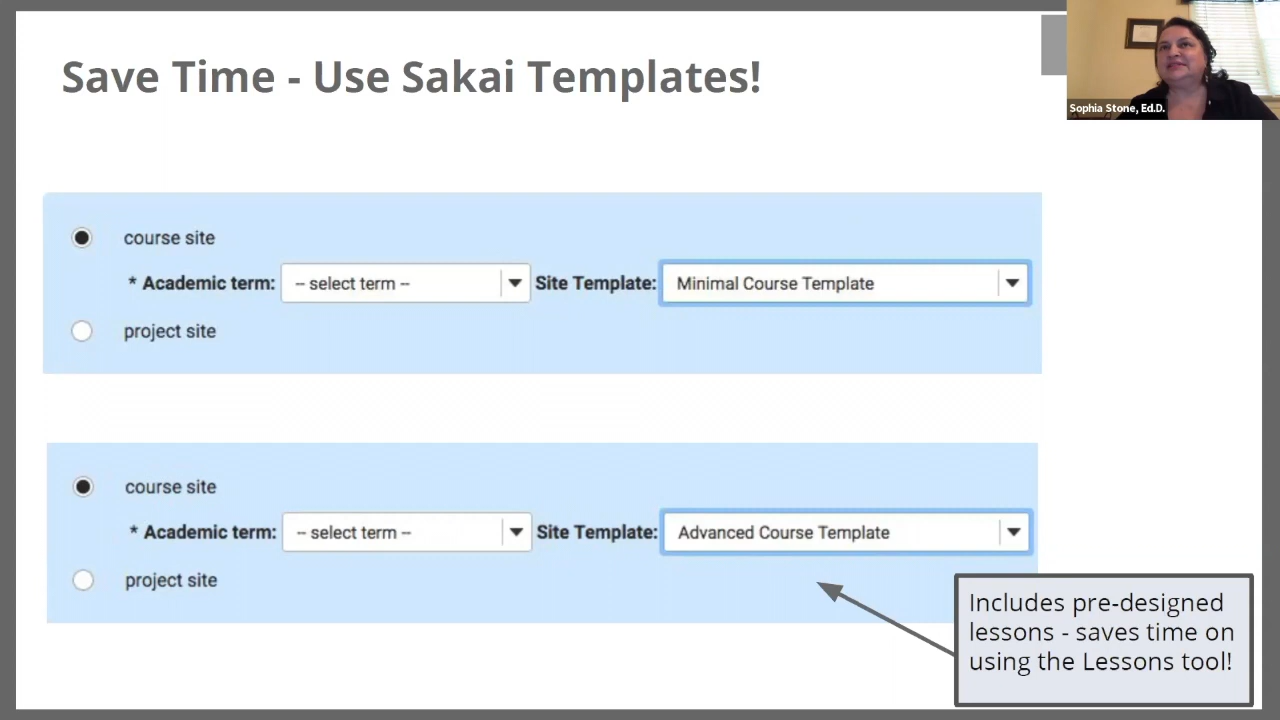 Save Time - Use Sakai Templates!
Sophia Stone, Ed.D.
course site
* Academic term: -- select term -- Site Template: Minimal Course Template
project site
course site
* Academic term: -- select term -- Site Template: Advanced Course Template
project site
Includes pre-designed
lessons - saves time on
using the Lessons tool!